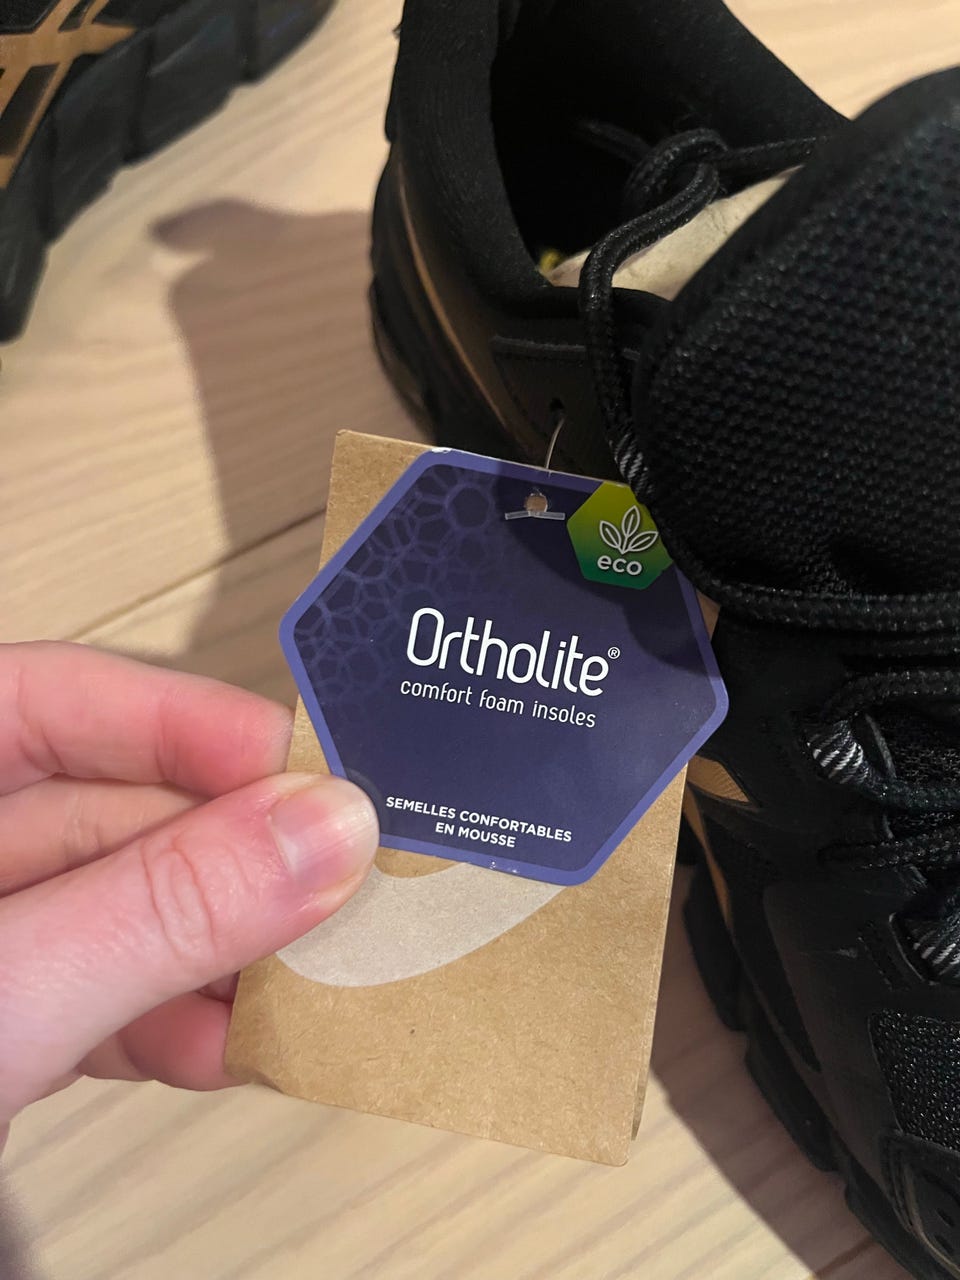 eco
Ortholite®
comfort foam insoles
SEMELLES CONFORTABLES
EN MOUSSE